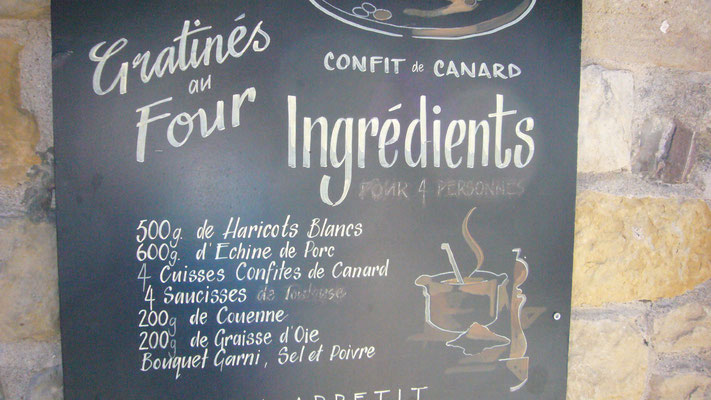 Gratinés
au
Four
CONFIT de CANARD
Ingrédients
POUR 4 PERSONNES
500g. de Haricots Blancs
600g. d'Echine de Porc
4 Cuisses Confites de Canard
4 Saucisses de Toulouse
200g de Couenne
200g de Graisse d'Oie
Bouquet Garni, Sel et Poivre
APPETIT